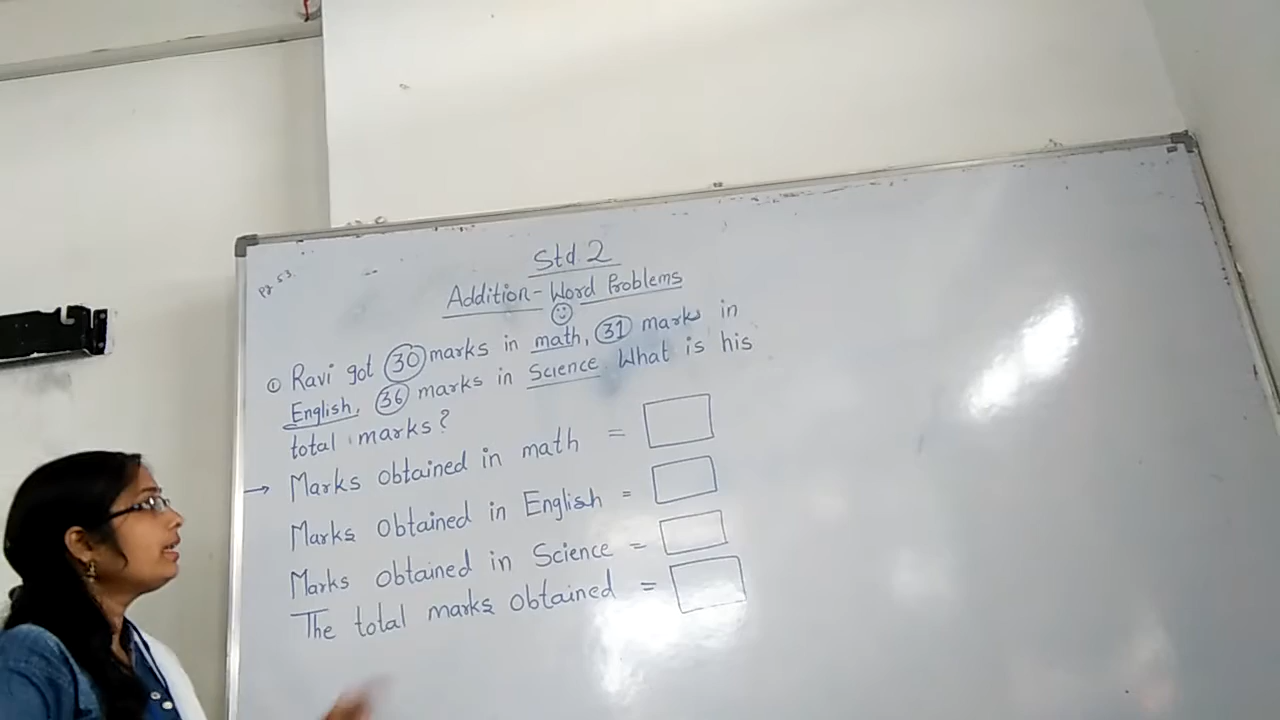 Pg. 53.
Std. 2
Addition - Word Problems
① Ravi got 30 marks in math, 31 marks in
English, 36 marks in Science. What is his
total marks?
→ Marks obtained in math =
Marks obtained in English =
Marks obtained in Science =
The total marks obtained =